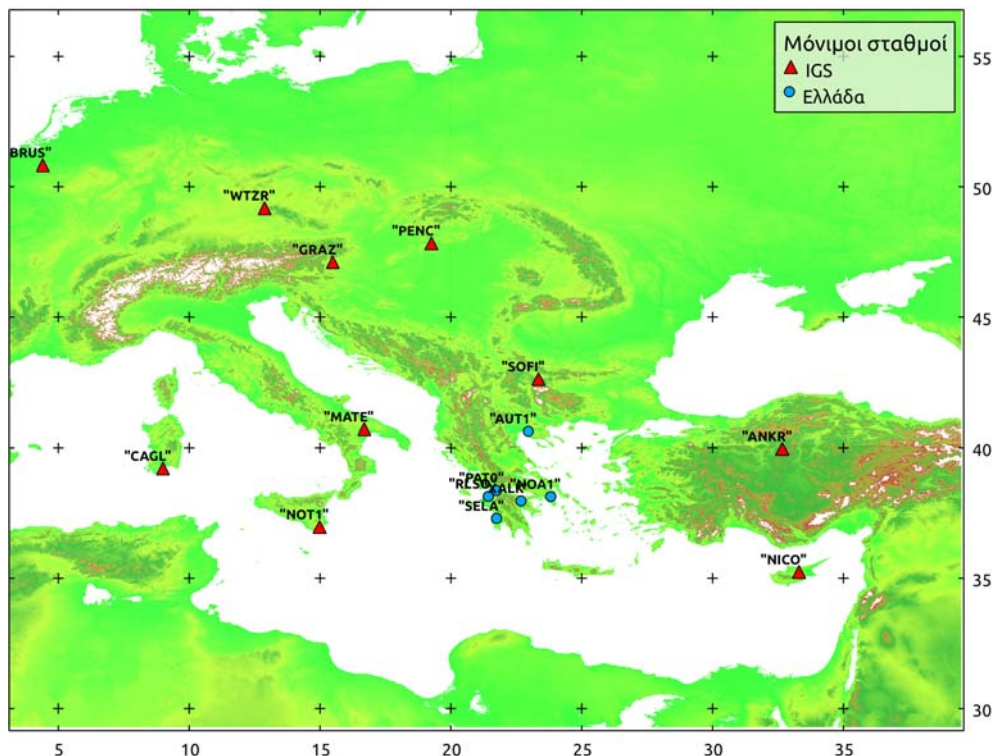 Μόνιμοι σταθμοί
IGS
Ελλάδα
BRUS"
"WTZR"
"PENC"
"GRAZ"
"SOFI"
"MATE"
"AUT1"
"ANKR"
"CAGL"
"PAT0"
"RLSO"
XALK
"NOA1"
"SELA"
"NOT1"
"NICO"
55
50
45
40
35
30
5 10 15 20 25 30 35